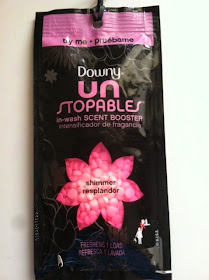 try me - pruébame
Downy
UN
STOPABLES
in-wash SCENT BOOSTER
intensificador de fragancia
shimmer
resplandor
FRESHENS 1 LOAD
REFRESCA 1 LAVADA